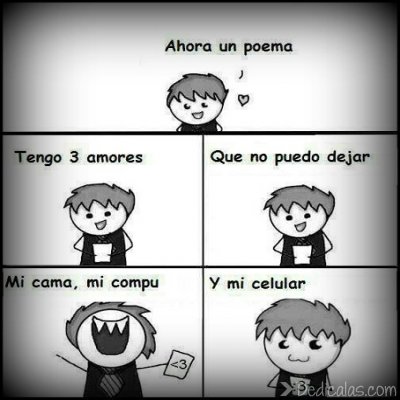 Ahora un poema
Tengo 3 amores
Que no puedo dejar
Mi cama, mi compu
<3
Y mi celular
Dedicalas.com